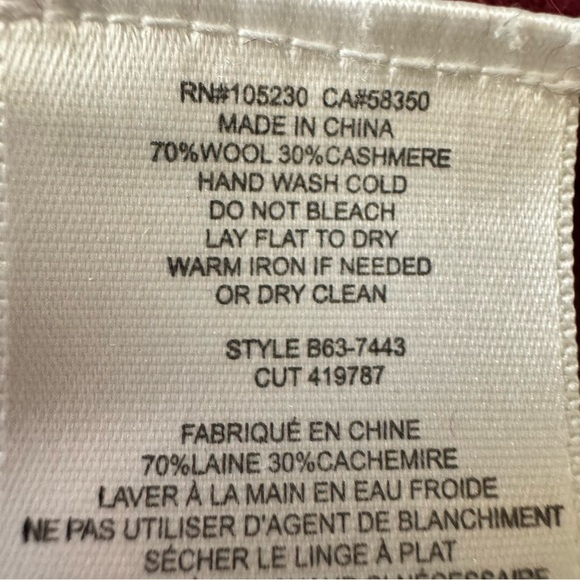 RN#105230 CA#58350
MADE IN CHINA
70%WOOL 30%CASHMERE
HAND WASH COLD
DO NOT BLEACH
LAY FLAT TO DRY
WARM IRON IF NEEDED
OR DRY CLEAN
STYLE B63-7443
CUT 419787
FABRIQUÉ EN CHINE
70%LAINE 30%CACHEMIRE
LAVER À LA MAIN EN EAU FROIDE
NE PAS UTILISER D'AGENT DE BLANCHIMENT
SÉCHER LE LINGE À PLAT